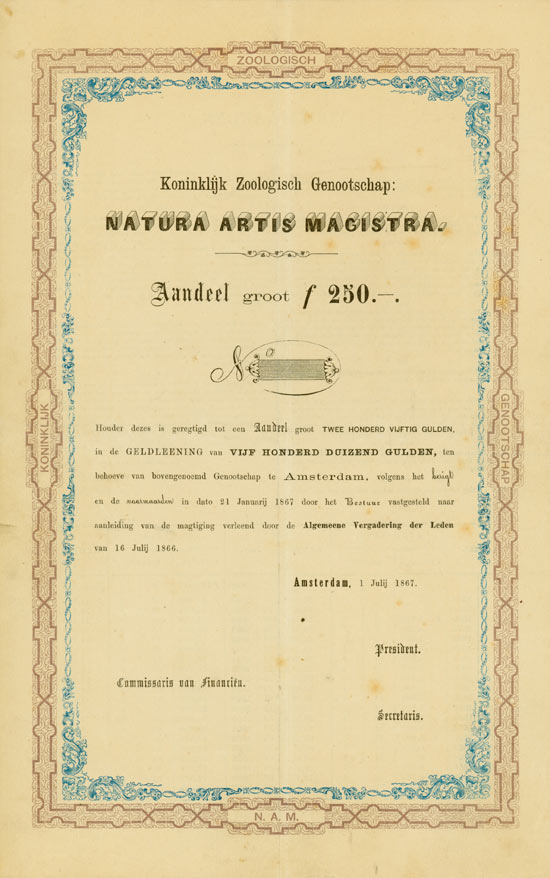 ZOOLOGISCH
KONINKLIJK
GENOOTSCHAP
Koninklijk Zoologisch Genootschap:
NATURA ARTIS MAGISTRA.
Aandeel groot ƒ 250.—.
No
Houder dezes is geregtigd tot een Aandeel groot TWEE HONDERD VIJFTIG GULDEN,
in de GELDLEENING van VIJF HONDERD DUIZEND GULDEN, ten
behoeve van bovengenoemd Genootschap te Amsterdam, volgens het
en de voorwaarden in dato 21 Januarij 1867 door het Bestuur vastgesteld naar
aanleiding van de magtiging verleend door de Algemeene Vergadering der Leden
van 16 Julij 1866.
Amsterdam, 1 Julij 1867.
President.
Commissaris van Financiën.
Secretaris.
N. A. M.